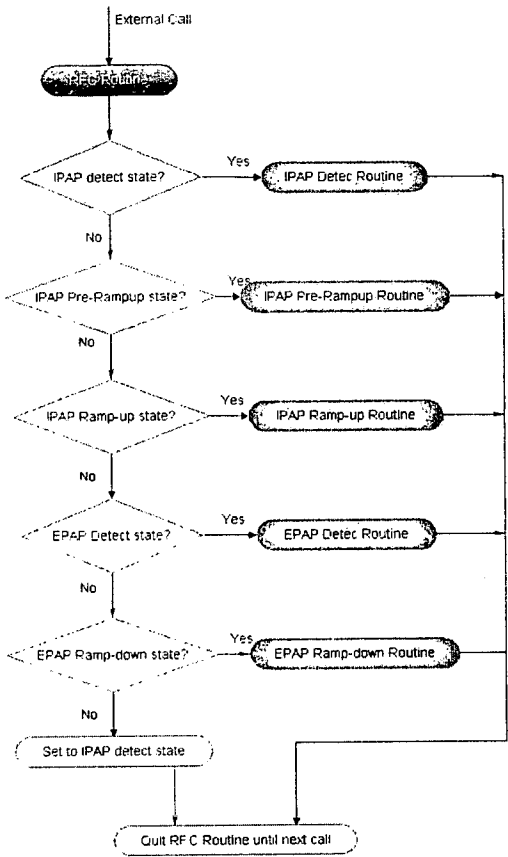 External Call
RFC Routine
IPAP detect state?
Yes
IPAP Detec Routine
No
IPAP Pre-Rampup state?
Yes
IPAP Pre-Rampup Routine
No
IPAP Ramp-up state?
Yes
IPAP Ramp-up Routine
No
EPAP Detect state?
Yes
EPAP Detec Routine
No
EPAP Ramp-down state?
Yes
EPAP Ramp-down Routine
No
Set to IPAP detect state
Quit RFC Routine until next call